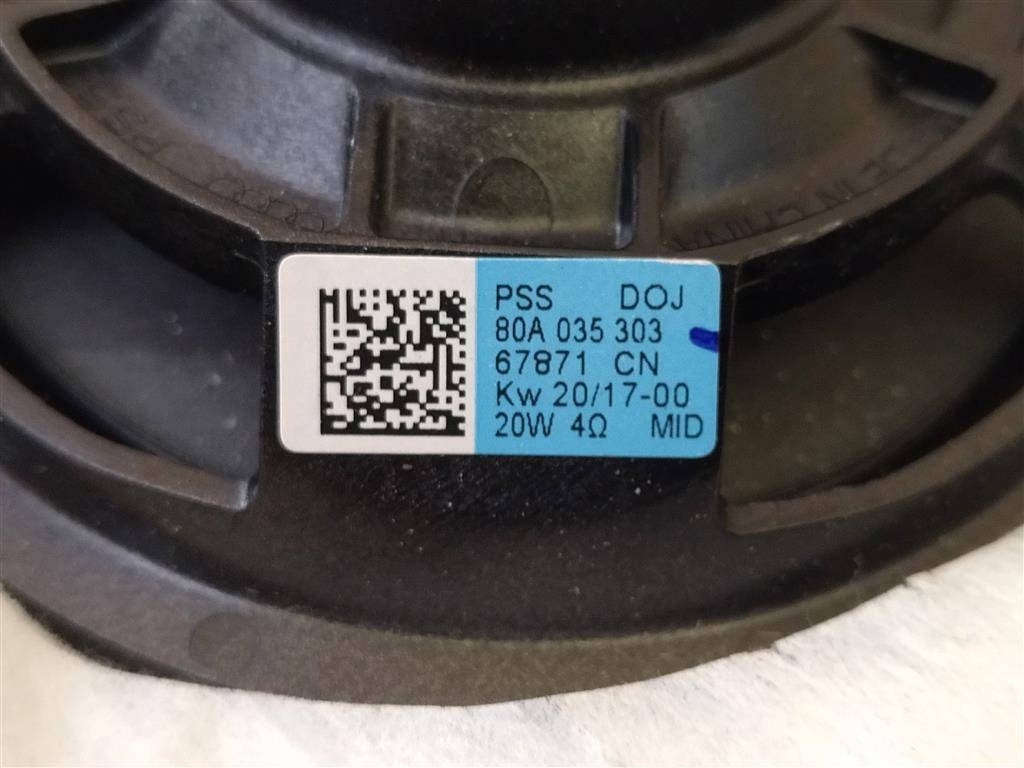 PSS DOJ
80A 035 303
67871 CN
Kw 20/17-00
20W 4Ω MID